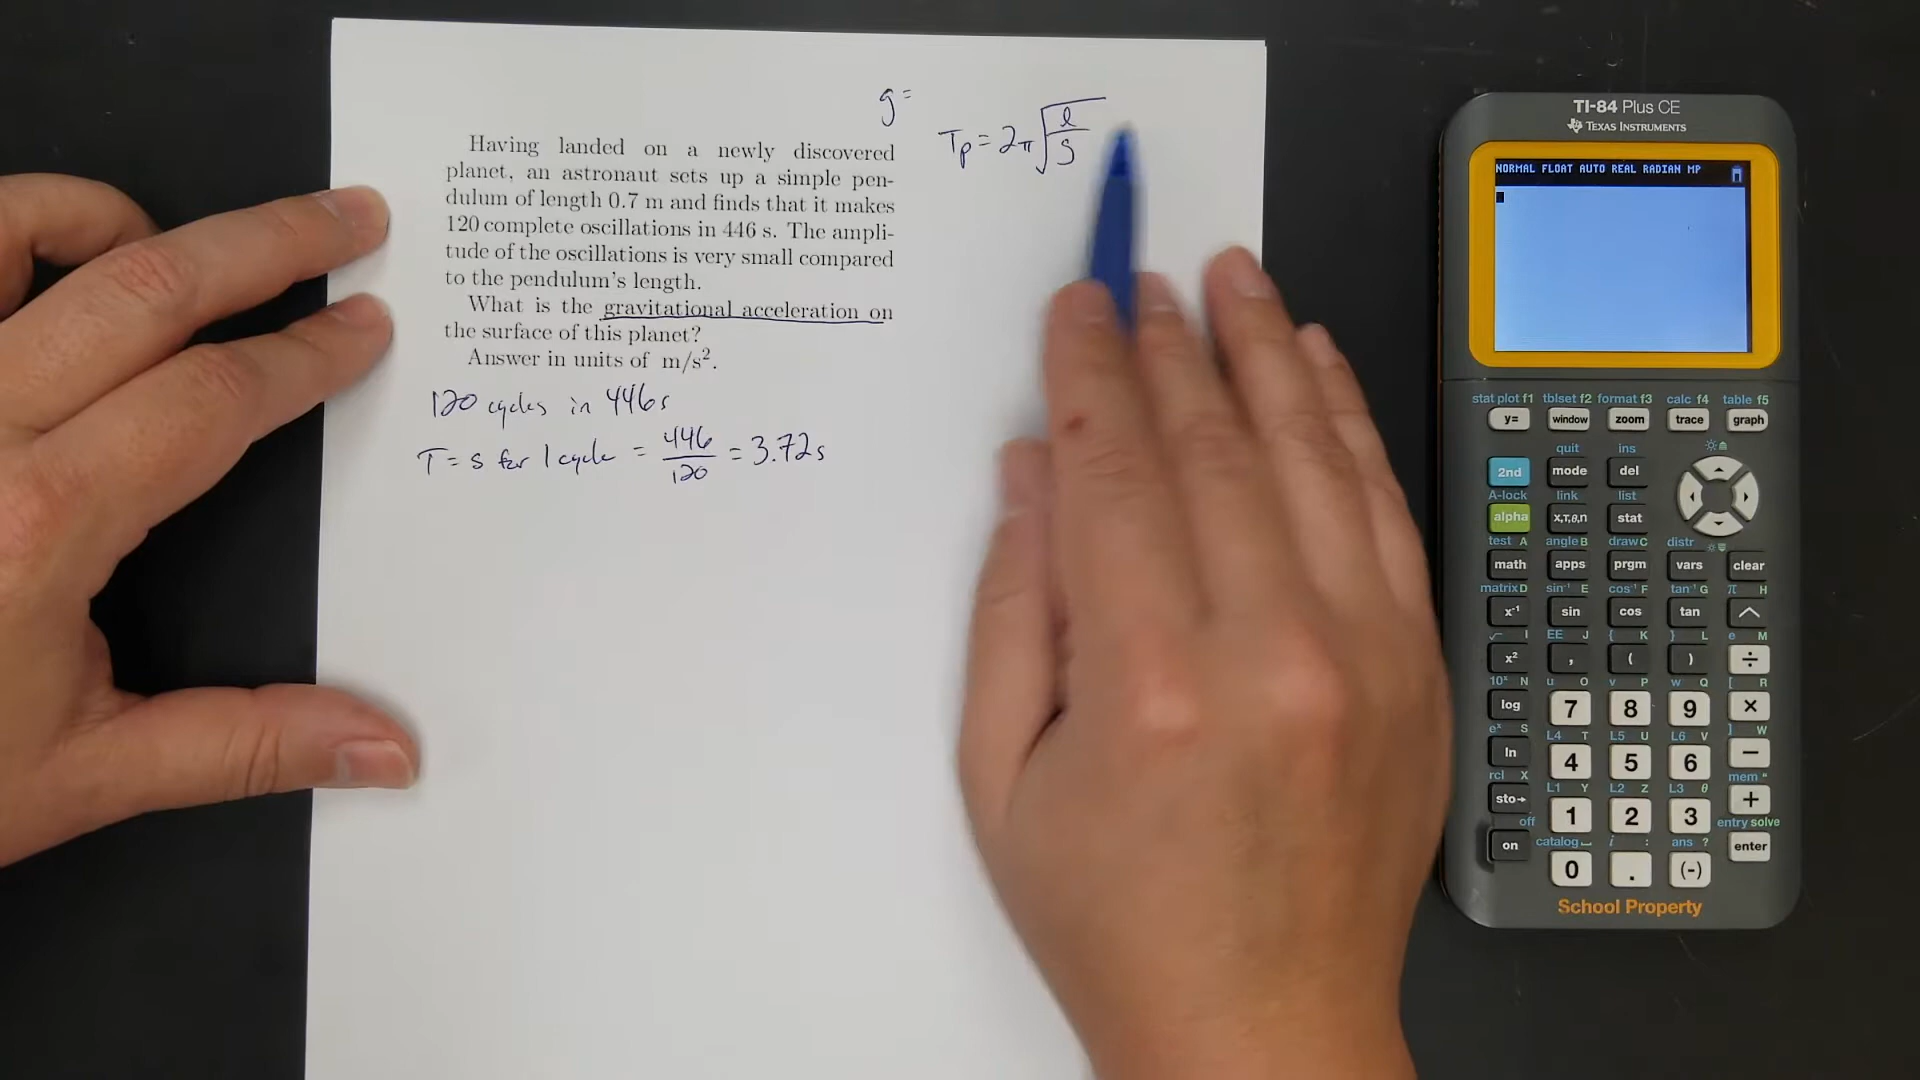 g=
Tp = 2π√(l/g)
Having landed on a newly discovered
planet, an astronaut sets up a simple pen-
dulum of length 0.7 m and finds that it makes
120 complete oscillations in 446 s. The ampli-
tude of the oscillations is very small compared
to the pendulum's length.
What is the gravitational acceleration on
the surface of this planet?
Answer in units of m/s².
120 cycles in 446s
T = s for 1 cycle = 446/120 = 3.72s
TI-84 Plus CE
TEXAS INSTRUMENTS
NORMAL FLOAT AUTO REAL RADIAN MP
stat plot f1 tblset f2 format f3 calc f4 table f5
y= window zoom trace graph
quit ins
2nd mode del
A-lock link list
alpha X,T,θ,n stat
test A angle B draw C distr
math apps prgm vars clear
matrix D sin⁻¹ E cos⁻¹ F tan⁻¹ G π H
x⁻¹ sin cos tan ^
√ I EE J { K } L e M
x² , ( ) ÷
10ˣ N u O v P w Q [ R
log 7 8 9 ×
eˣ S L4 T L5 U L6 V ] W
ln 4 5 6 −
rcl X L1 Y L2 Z L3 θ mem "
sto→ 1 2 3 +
off catalog i : ans ? entry solve
on 0 . (-) enter
School Property